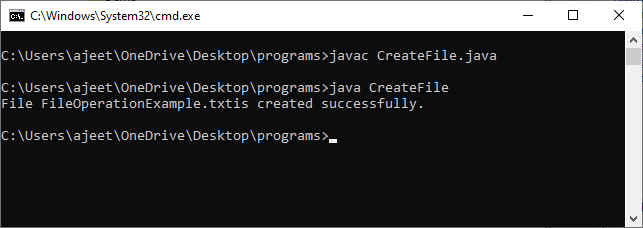 C:\Windows\System32\cmd.exe
C:\Users\ajeet\OneDrive\Desktop\programs>javac CreateFile.java
C:\Users\ajeet\OneDrive\Desktop\programs>java CreateFile
File FileOperationExample.txtis created successfully.
C:\Users\ajeet\OneDrive\Desktop\programs>